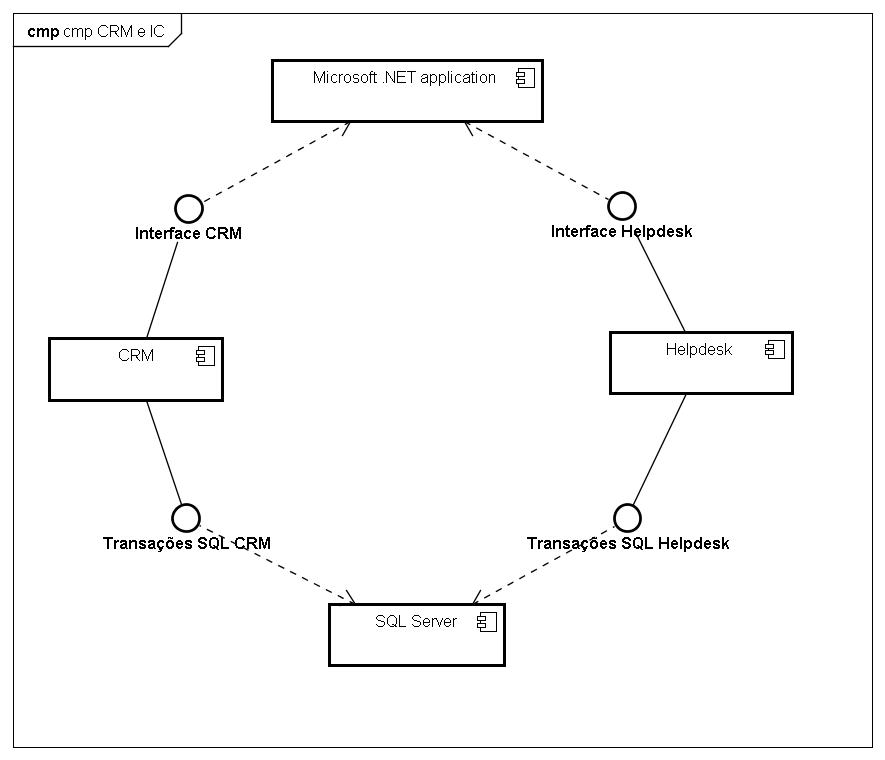 cmp cmp CRM e IC
Microsoft .NET application
Interface CRM
Interface Helpdesk
CRM
Helpdesk
Transações SQL CRM
Transações SQL Helpdesk
SQL Server